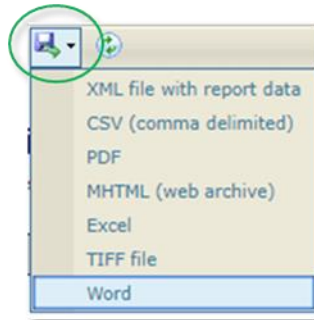 XML file with report data
CSV (comma delimited)
PDF
MHTML (web archive)
Excel
TIFF file
Word